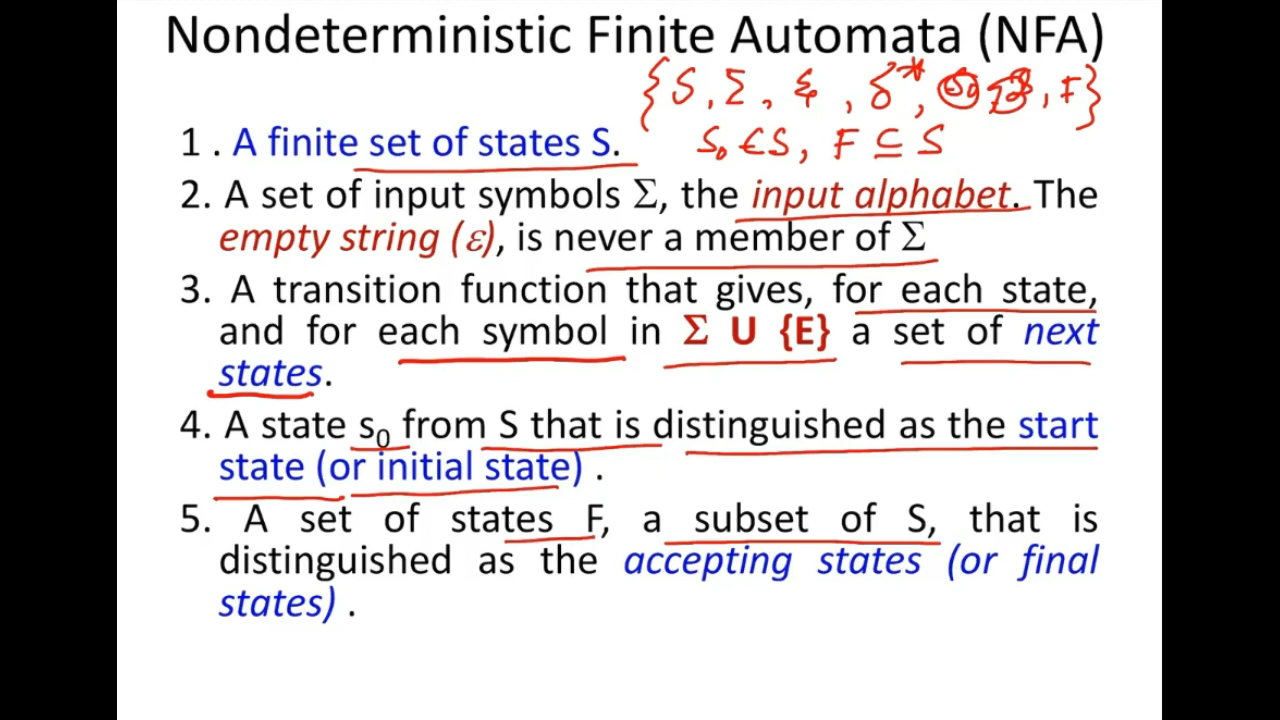 Nondeterministic Finite Automata (NFA)
{S, Σ, ξ, δ*, S₀, F}
1 . A finite set of states S.
S₀ ∈ S, F ⊆ S
2. A set of input symbols Σ, the input alphabet. The
empty string (ε), is never a member of Σ
3. A transition function that gives, for each state,
and for each symbol in Σ U {E} a set of next
states.
4. A state s₀ from S that is distinguished as the start
state (or initial state) .
5. A set of states F, a subset of S, that is
distinguished as the accepting states (or final
states) .